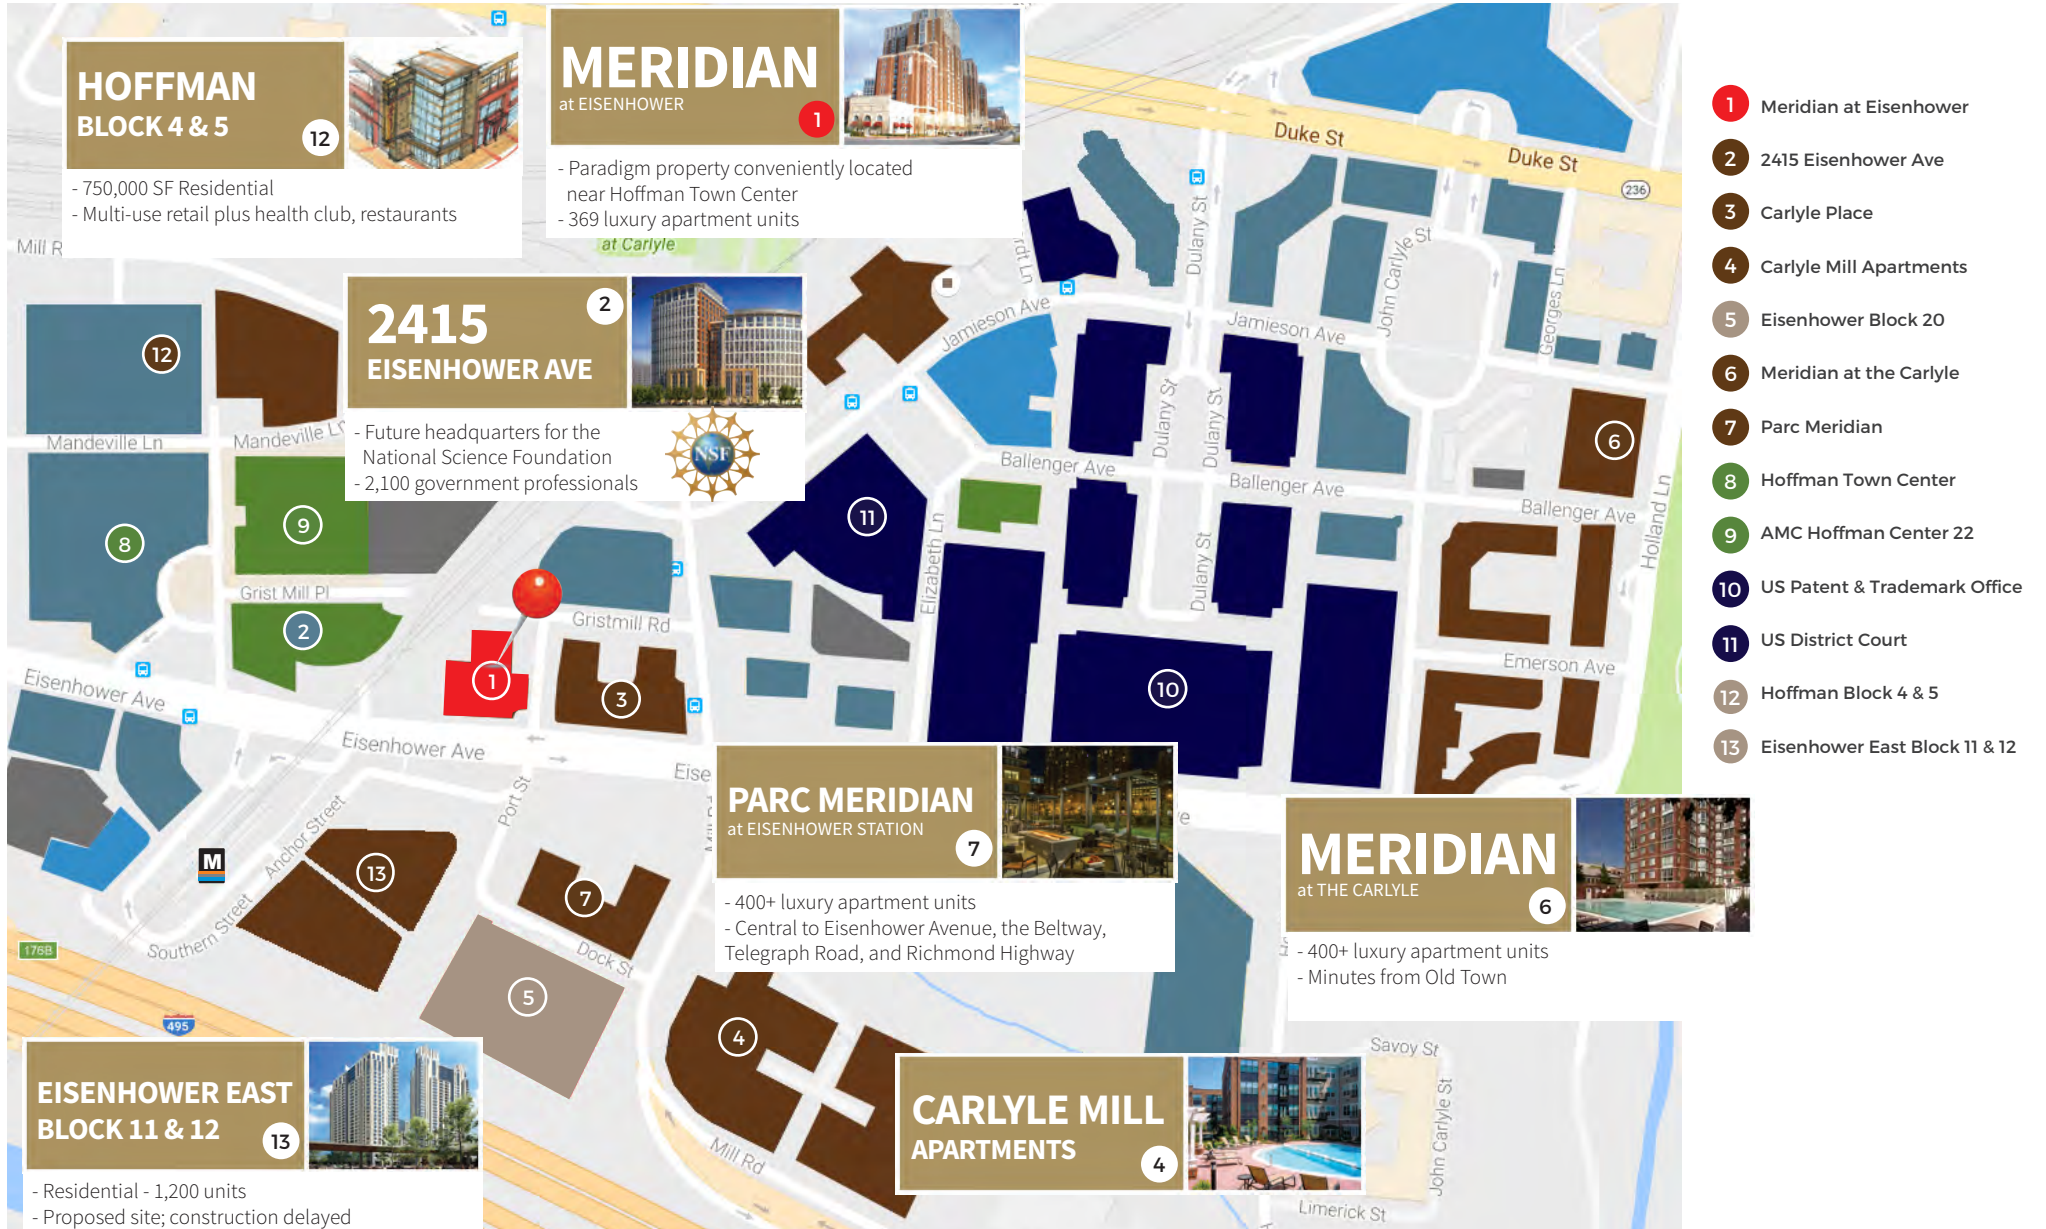 HOFFMAN
BLOCK 4 & 5
12
- 750,000 SF Residential
- Multi-use retail plus health club, restaurants
MERIDIAN
at EISENHOWER
1
- Paradigm property conveniently located
near Hoffman Town Center
- 369 luxury apartment units
at Carlyle
2415
EISENHOWER AVE
2
- Future headquarters for the
National Science Foundation
- 2,100 government professionals
NSF
Duke St
Duke St
236
Dulany St
John Carlyle St
Georges Ln
Jamieson Ave
Jamieson Ave
12
Mandeville Ln
Mandeville Ln
8
9
Grist Mill Pl
2
Gristmill Rd
1
3
11
Elizabeth Ln
Ballenger Ave
Dulany St
Dulany St
Ballenger Ave
Dulany St
6
Ballenger Ave
Holland Ln
Emerson Ave
10
Eisenhower Ave
Eisenhower Ave
Eise
Port St
Anchor Street
Southern Street
M
13
7
Dock St
5
4
Mill Rd
176B
495
PARC MERIDIAN
at EISENHOWER STATION
7
- 400+ luxury apartment units
- Central to Eisenhower Avenue, the Beltway,
Telegraph Road, and Richmond Highway
MERIDIAN
at THE CARLYLE
6
- 400+ luxury apartment units
- Minutes from Old Town
EISENHOWER EAST
BLOCK 11 & 12
13
- Residential - 1,200 units
- Proposed site; construction delayed
CARLYLE MILL
APARTMENTS
4
Savoy St
John Carlyle St
Limerick St
1 Meridian at Eisenhower
2 2415 Eisenhower Ave
3 Carlyle Place
4 Carlyle Mill Apartments
5 Eisenhower Block 20
6 Meridian at the Carlyle
7 Parc Meridian
8 Hoffman Town Center
9 AMC Hoffman Center 22
10 US Patent & Trademark Office
11 US District Court
12 Hoffman Block 4 & 5
13 Eisenhower East Block 11 & 12